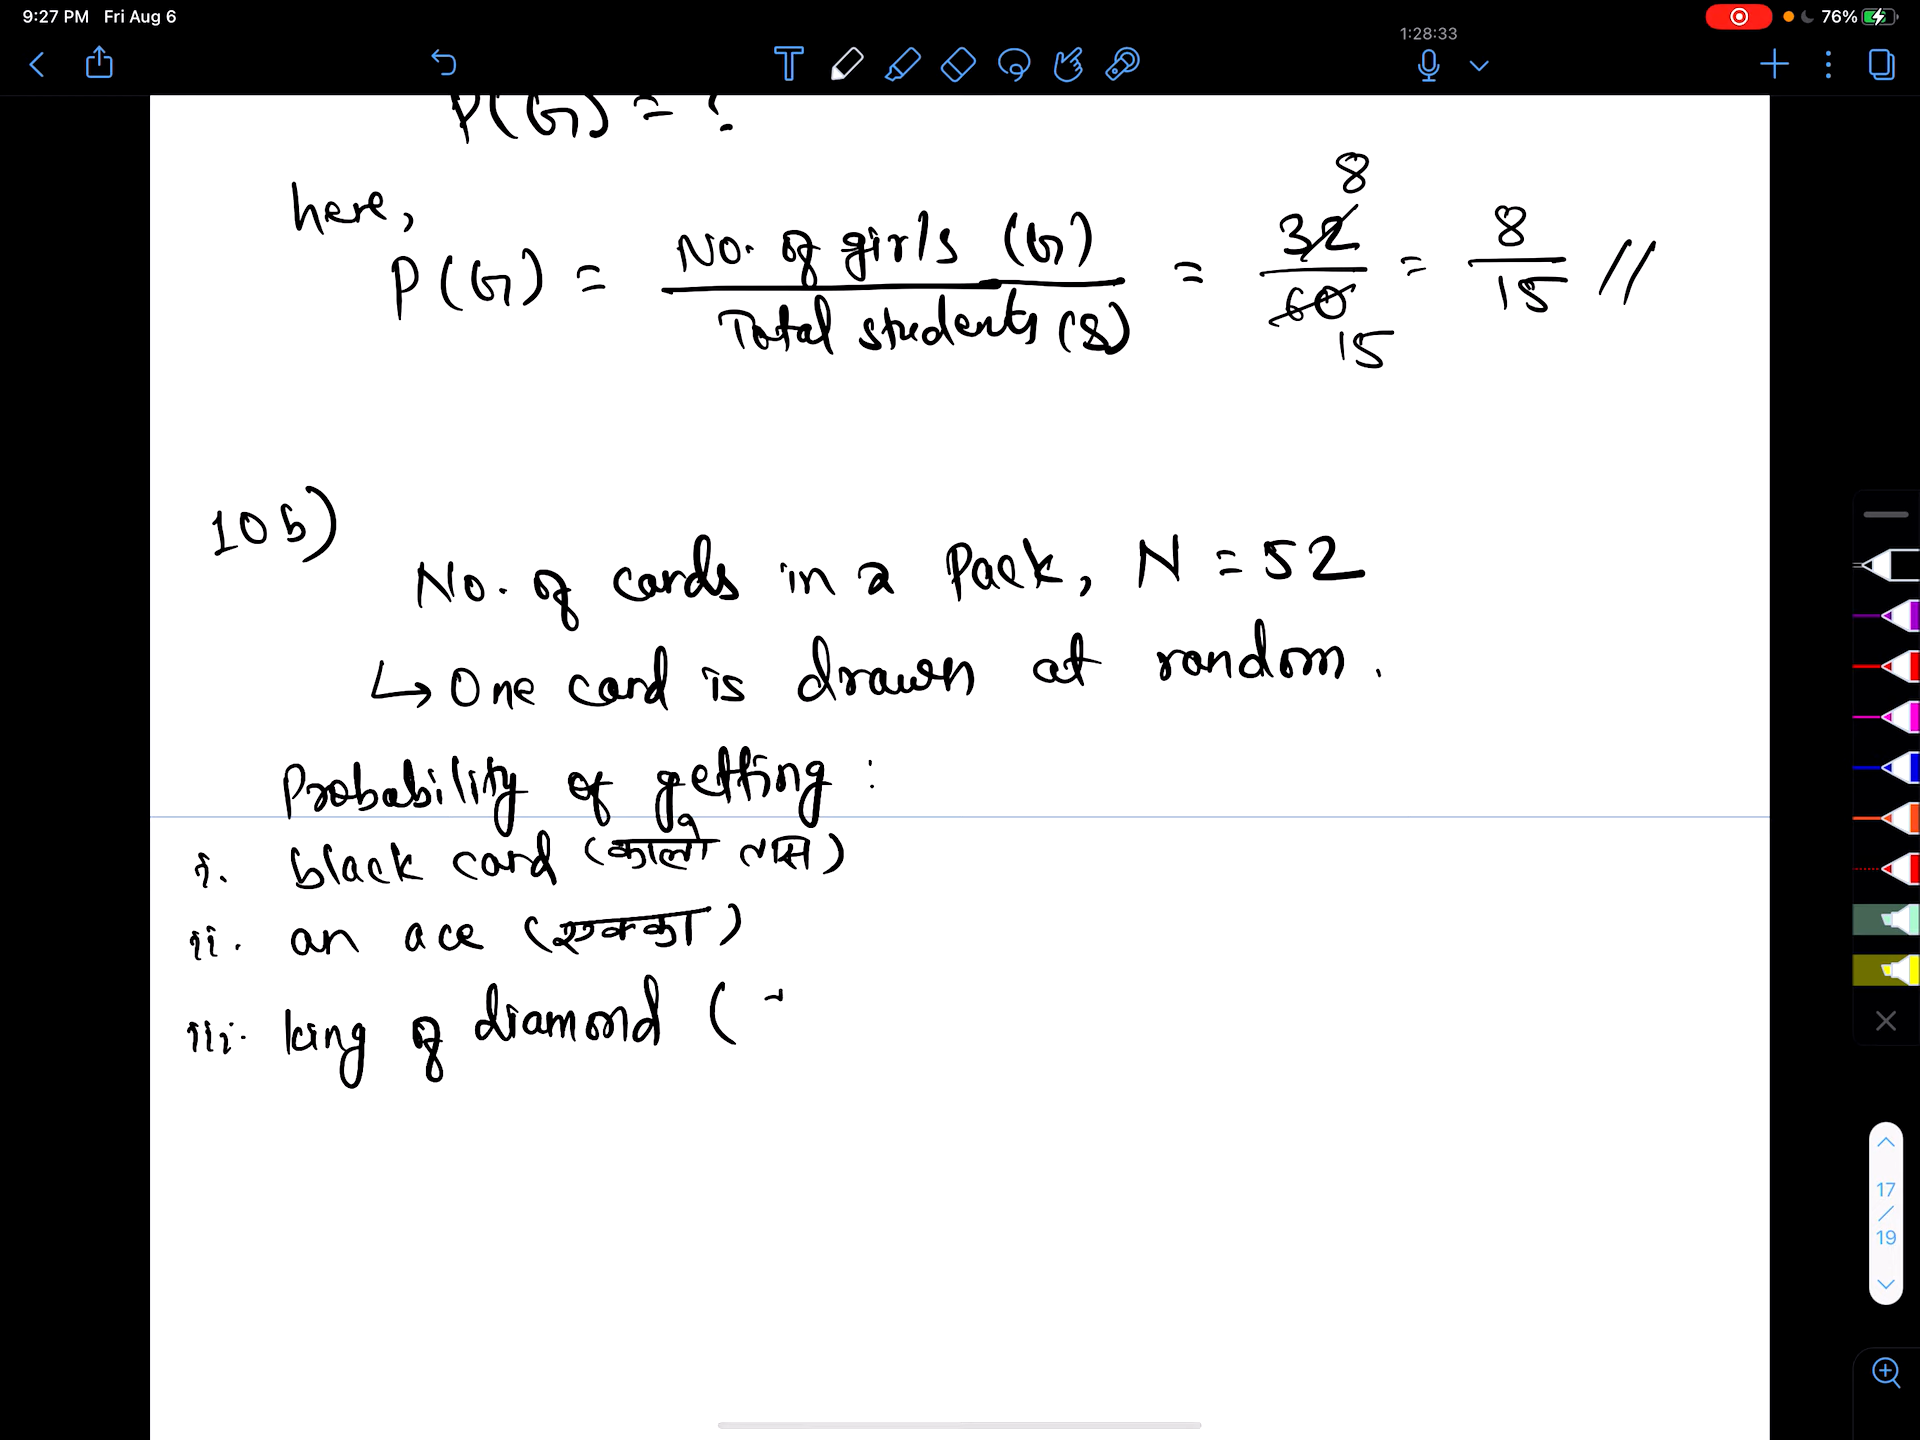 9:27 PM Fri Aug 6
76%
1:28:33
P(G) = ?
here,
P(G) = No. of girls (G) / Total students (S) = 32/60 = 8/15 //
8
15
10 b)
No. of cards in a Pack, N = 52
↳ One card is drawn at random.
Probability of getting :
i. black card (कालो तास)
ii. an ace (एक्का)
iii. king of diamond (
17
/
19